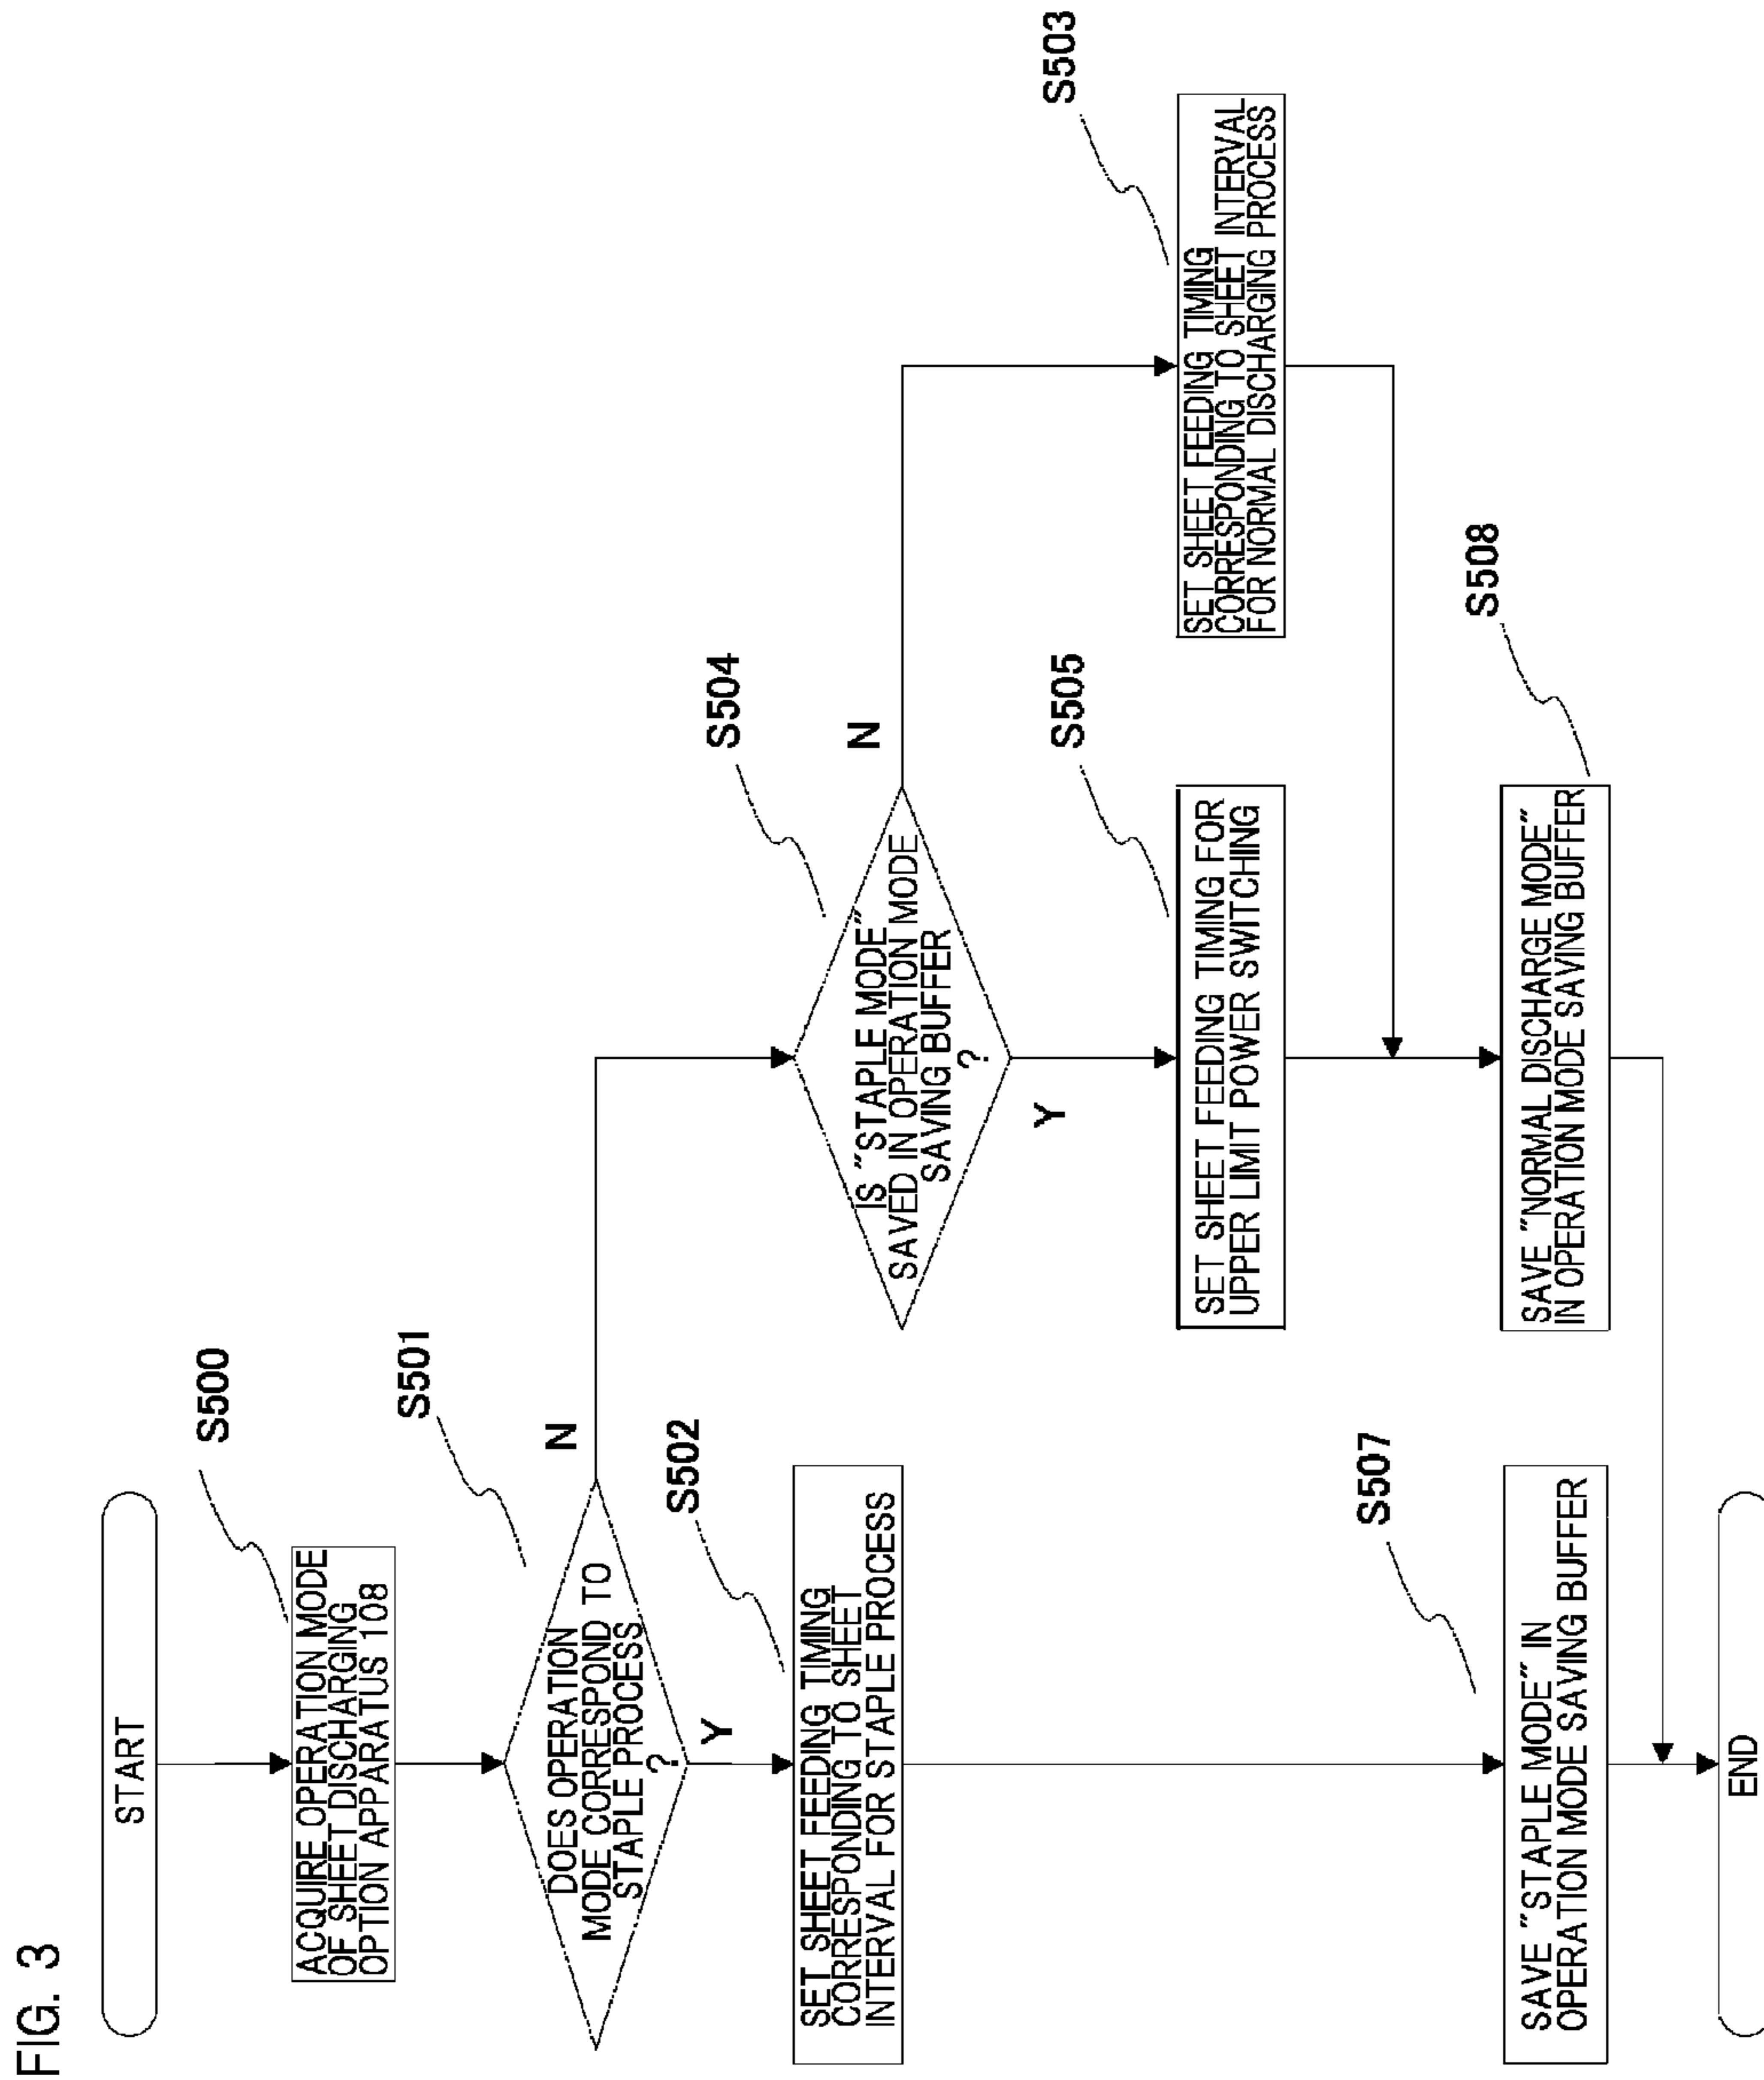 FIG. 3
START
S500
ACQUIRE OPERATION MODE
OF SHEET DISCHARGING
OPTION APPARATUS 108
S501
DOES OPERATION
MODE CORRESPOND TO
STAPLE PROCESS
?
N
Y
S502
SET SHEET FEEDING TIMING
CORRESPONDING TO SHEET
INTERVAL FOR STAPLE PROCESS
S504
IS "STAPLE MODE"
SAVED IN OPERATION MODE
SAVING BUFFER
?
N
Y
S505
SET SHEET FEEDING TIMING FOR
UPPER LIMIT POWER SWITCHING
S503
SET SHEET FEEDING TIMING
CORRESPONDING TO SHEET INTERVAL
FOR NORMAL DISCHARGING PROCESS
S507
SAVE "STAPLE MODE" IN
OPERATION MODE SAVING BUFFER
S508
SAVE "NORMAL DISCHARGE MODE"
IN OPERATION MODE SAVING BUFFER
END